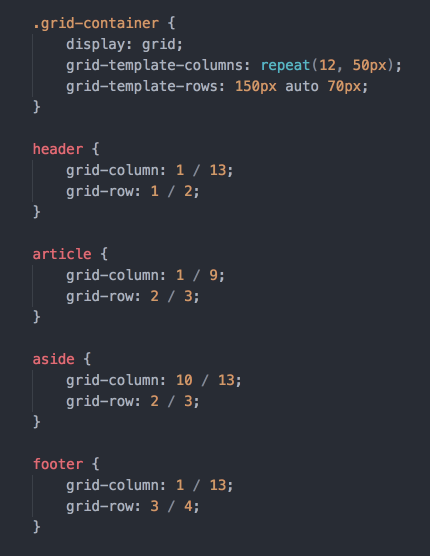 .grid-container {
    display: grid;
    grid-template-columns: repeat(12, 50px);
    grid-template-rows: 150px auto 70px;
}

header {
    grid-column: 1 / 13;
    grid-row: 1 / 2;
}

article {
    grid-column: 1 / 9;
    grid-row: 2 / 3;
}

aside {
    grid-column: 10 / 13;
    grid-row: 2 / 3;
}

footer {
    grid-column: 1 / 13;
    grid-row: 3 / 4;
}